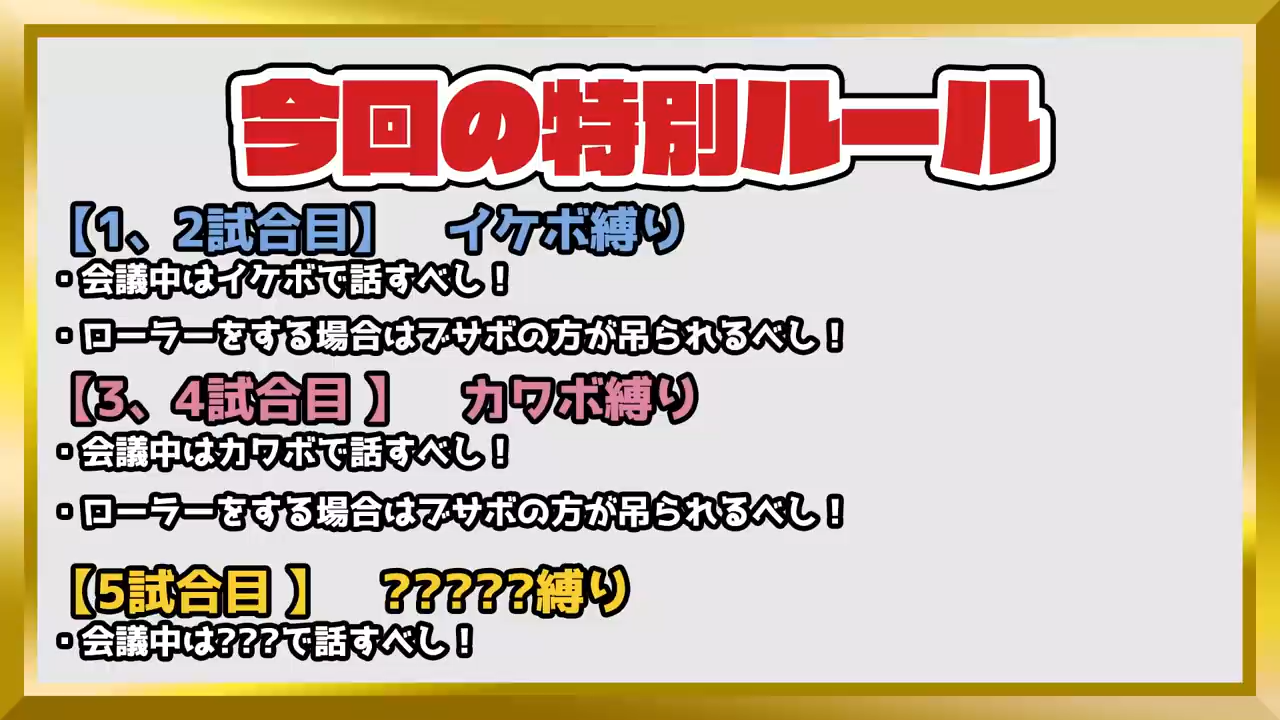 今回の特別ルール
【1、2試合目】 イケボ縛り
・会議中はイケボで話すべし！
・ローラーをする場合はブサボの方が吊られるべし！
【3、4試合目 】 カワボ縛り
・会議中はカワボで話すべし！
・ローラーをする場合はブサボの方が吊られるべし！
【5試合目 】 ?????縛り
・会議中は???で話すべし！